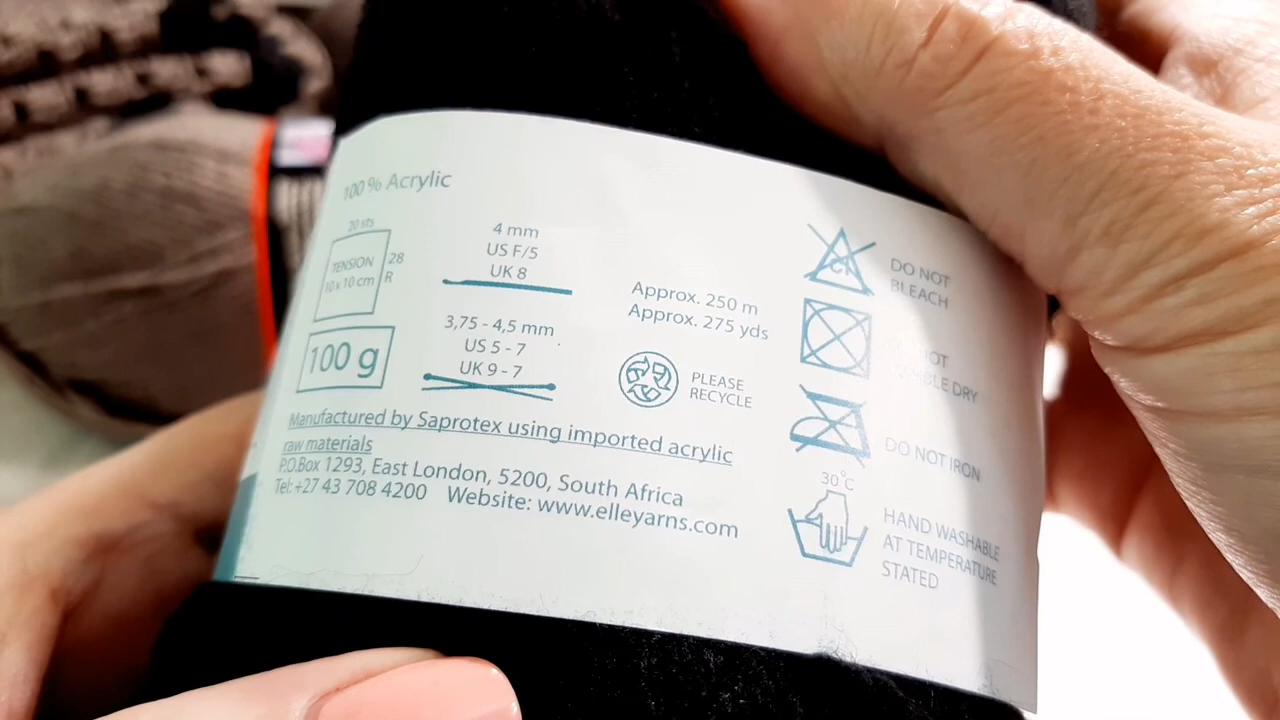 100 % Acrylic
20 sts
TENSION
10 x 10 cm
28
R
100 g
4 mm
US F/5
UK 8
3,75 - 4,5 mm
US 5 - 7
UK 9 - 7
Approx. 250 m
Approx. 275 yds
PLEASE
RECYCLE
Manufactured by Saprotex using imported acrylic
raw materials
P.O.Box 1293, East London, 5200, South Africa
Tel: +27 43 708 4200 Website: www.elleyarns.com
Cl
DO NOT
BLEACH
DRY
DO NOT IRON
30°C
HAND WASHABLE
AT TEMPERATURE
STATED